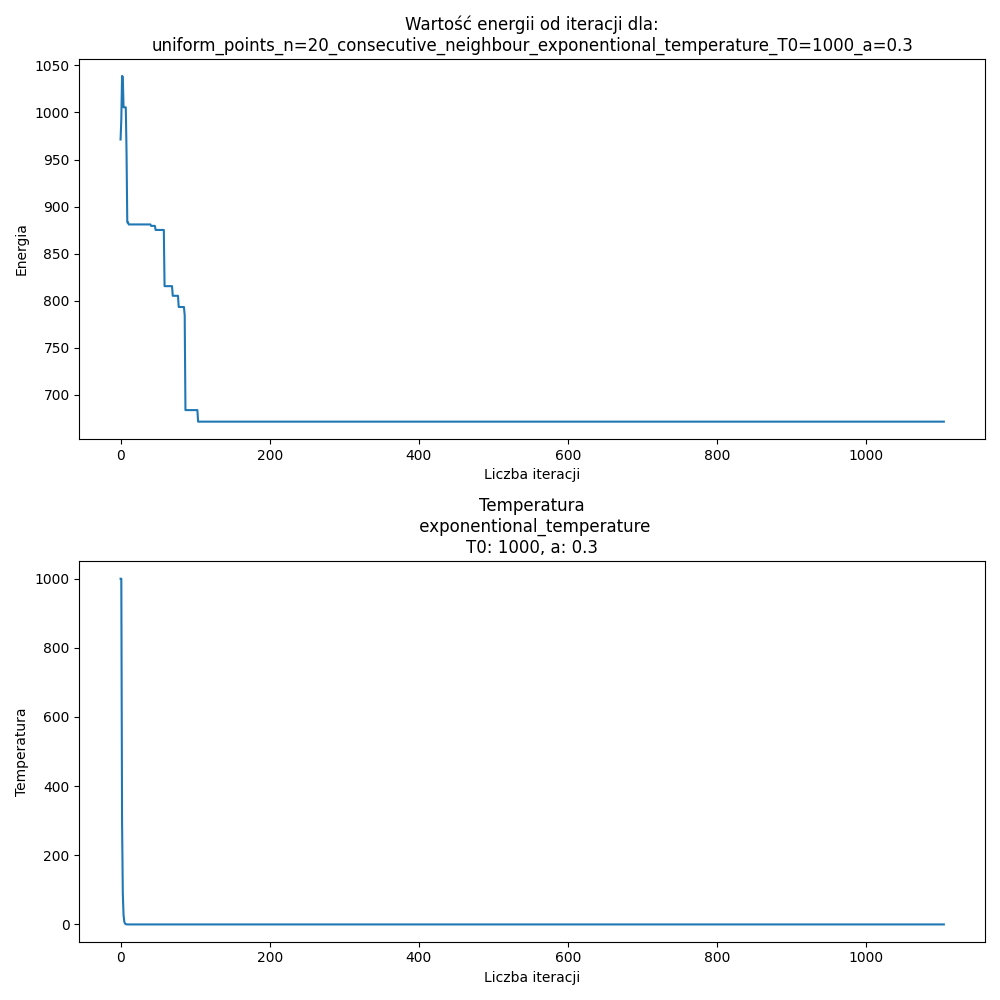 Wartość energii od iteracji dla:
uniform_points_n=20_consecutive_neighbour_exponentional_temperature_T0=1000_a=0.3
1050
1000
950
900
850
800
750
700
Energia
0 200 400 600 800 1000
Liczba iteracji
Temperatura
exponentional_temperature
T0: 1000, a: 0.3
1000
800
600
400
200
0
Temperatura
0 200 400 600 800 1000
Liczba iteracji